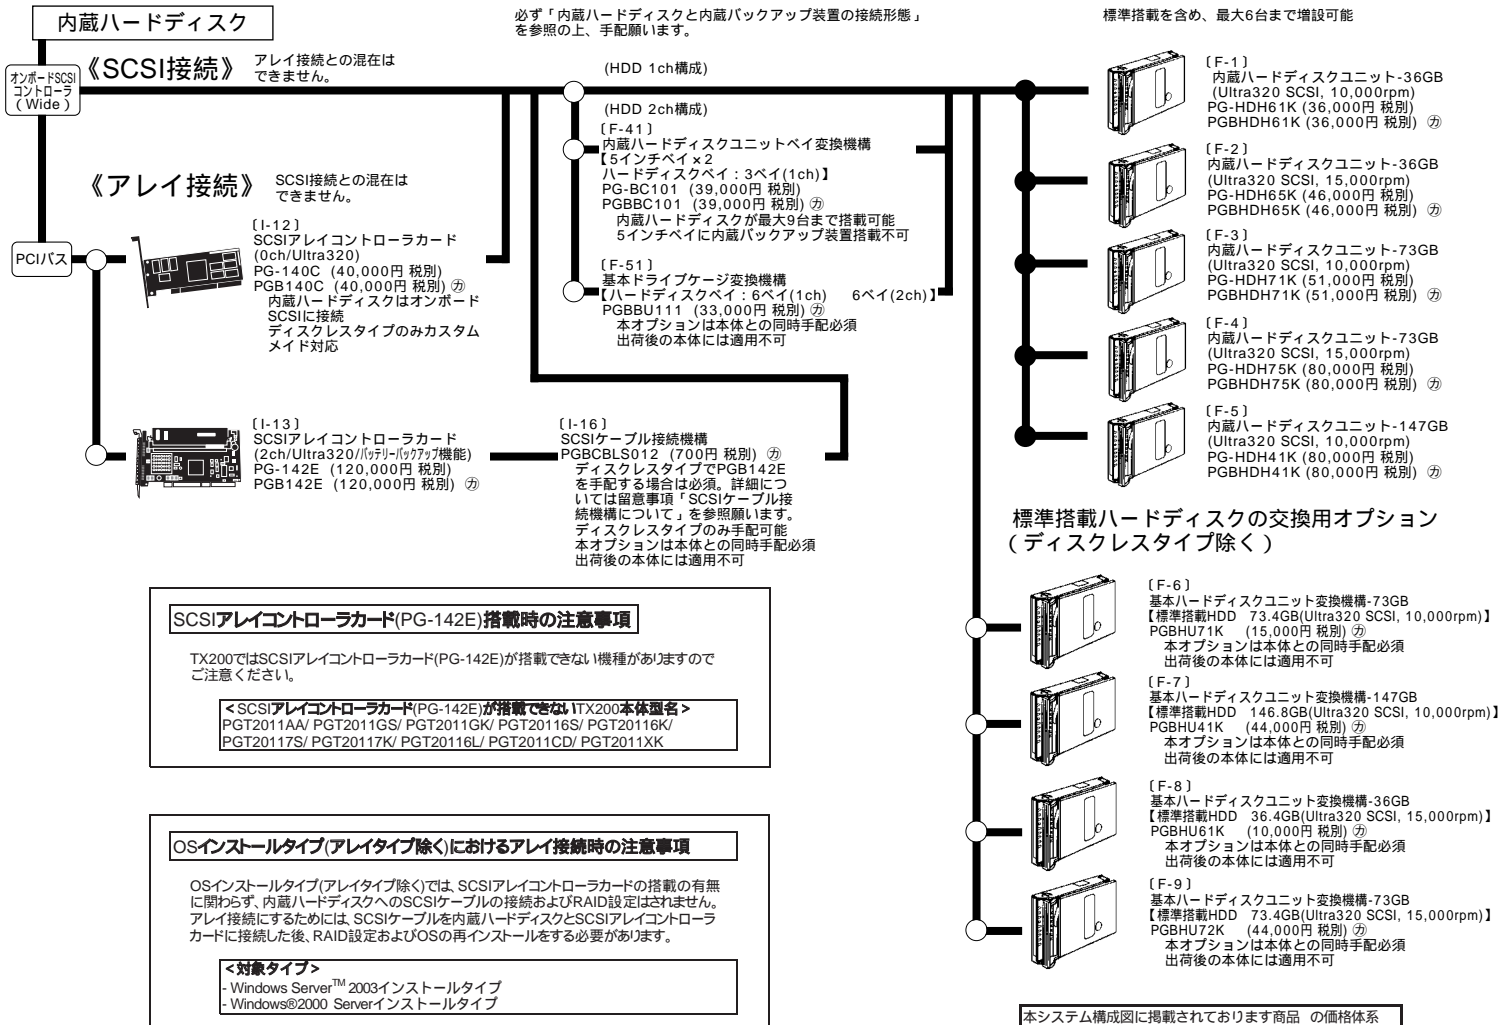 内蔵ハードディスク
必ず「内蔵ハードディスクと内蔵バックアップ装置の接続形態」
を参照の上、手配願います。
標準搭載を含め、最大6台まで増設可能
オンボードSCSI
コントローラ
(Wide)
《SCSI接続》
アレイ接続との混在は
できません。
(HDD 1ch構成)
(HDD 2ch構成)
〔F-41〕
内蔵ハードディスクユニットベイ変換機構
【5インチベイ×2
ハードディスクベイ:3ベイ(1ch)】
PG-BC101 (39,000円 税別)
PGBBC101 (39,000円 税別) ㋕
内蔵ハードディスクが最大9台まで搭載可能
5インチベイに内蔵バックアップ装置搭載不可
〔F-51〕
基本ドライブケージ変換機構
【ハードディスクベイ:6ベイ(1ch) 6ベイ(2ch)】
PGBBU111 (33,000円 税別) ㋕
本オプションは本体との同時手配必須
出荷後の本体には適用不可
《アレイ接続》
SCSI接続との混在は
できません。
PCIバス
〔I-12〕
SCSIアレイコントローラカード
(0ch/Ultra320)
PG-140C (40,000円 税別)
PGB140C (40,000円 税別) ㋕
内蔵ハードディスクはオンボード
SCSIに接続
ディスクレスタイプのみカスタム
メイド対応
〔I-13〕
SCSIアレイコントローラカード
(2ch/Ultra320/バッテリーバックアップ機能)
PG-142E (120,000円 税別)
PGB142E (120,000円 税別) ㋕
〔I-16〕
SCSIケーブル接続機構
PGBCBLS012 (700円 税別) ㋕
ディスクレスタイプでPGB142E
を手配する場合は必須。詳細につ
いては留意事項「SCSIケーブル接
続機構について」を参照願います。
ディスクレスタイプのみ手配可能
本オプションは本体との同時手配必須
出荷後の本体には適用不可
〔F-1〕
内蔵ハードディスクユニット-36GB
(Ultra320 SCSI, 10,000rpm)
PG-HDH61K (36,000円 税別)
PGBHDH61K (36,000円 税別) ㋕
〔F-2〕
内蔵ハードディスクユニット-36GB
(Ultra320 SCSI, 15,000rpm)
PG-HDH65K (46,000円 税別)
PGBHDH65K (46,000円 税別) ㋕
〔F-3〕
内蔵ハードディスクユニット-73GB
(Ultra320 SCSI, 10,000rpm)
PG-HDH71K (51,000円 税別)
PGBHDH71K (51,000円 税別) ㋕
〔F-4〕
内蔵ハードディスクユニット-73GB
(Ultra320 SCSI, 15,000rpm)
PG-HDH75K (80,000円 税別)
PGBHDH75K (80,000円 税別) ㋕
〔F-5〕
内蔵ハードディスクユニット-147GB
(Ultra320 SCSI, 10,000rpm)
PG-HDH41K (80,000円 税別)
PGBHDH41K (80,000円 税別) ㋕
標準搭載ハードディスクの交換用オプション
(ディスクレスタイプ除く)
〔F-6〕
基本ハードディスクユニット変換機構-73GB
【標準搭載HDD 73.4GB(Ultra320 SCSI, 10,000rpm)】
PGBHU71K (15,000円 税別) ㋕
本オプションは本体との同時手配必須
出荷後の本体には適用不可
〔F-7〕
基本ハードディスクユニット変換機構-147GB
【標準搭載HDD 146.8GB(Ultra320 SCSI, 10,000rpm)】
PGBHU41K (44,000円 税別) ㋕
本オプションは本体との同時手配必須
出荷後の本体には適用不可
〔F-8〕
基本ハードディスクユニット変換機構-36GB
【標準搭載HDD 36.4GB(Ultra320 SCSI, 15,000rpm)】
PGBHU61K (10,000円 税別) ㋕
本オプションは本体との同時手配必須
出荷後の本体には適用不可
〔F-9〕
基本ハードディスクユニット変換機構-73GB
【標準搭載HDD 73.4GB(Ultra320 SCSI, 15,000rpm)】
PGBHU72K (44,000円 税別) ㋕
本オプションは本体との同時手配必須
出荷後の本体には適用不可
SCSIアレイコントローラカード(PG-142E)搭載時の注意事項
TX200ではSCSIアレイコントローラカード(PG-142E)が搭載できない機種がありますので
ご注意ください。
<SCSIアレイコントローラカード(PG-142E)が搭載できないTX200本体型名>
PGT2011AA/ PGT2011GS/ PGT2011GK/ PGT20116S/ PGT20116K/
PGT20117S/ PGT20117K/ PGT20116L/ PGT2011CD/ PGT2011XK
OSインストールタイプ(アレイタイプ除く)におけるアレイ接続時の注意事項
OSインストールタイプ(アレイタイプ除く)では、SCSIアレイコントローラカードの搭載の有無
に関わらず、内蔵ハードディスクへのSCSIケーブルの接続およびRAID設定はされません。
アレイ接続にするためには、SCSIケーブルを内蔵ハードディスクとSCSIアレイコントローラ
カードに接続した後、RAID設定およびOSの再インストールをする必要があります。
<対象タイプ>
- Windows Server™ 2003インストールタイプ
- Windows®2000 Serverインストールタイプ
本システム構成図に掲載されております商品 の価格体系